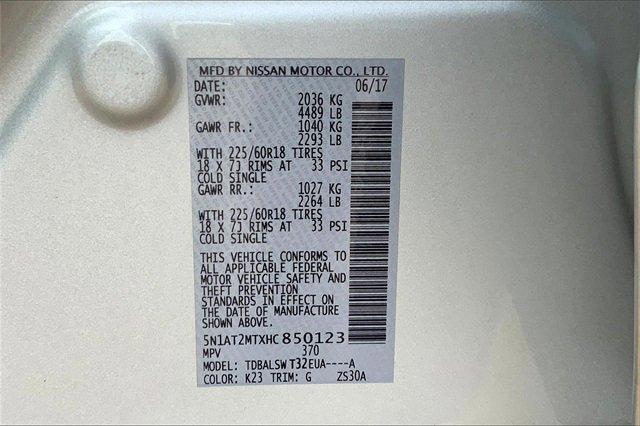 MFD BY NISSAN MOTOR CO., LTD.
DATE: 06/17
GVWR: 2036 KG
4489 LB
GAWR FR.: 1040 KG
2293 LB
WITH 225/60R18 TIRES
18 X 7J RIMS AT 33 PSI
COLD SINGLE
GAWR RR.: 1027 KG
2264 LB
WITH 225/60R18 TIRES
18 X 7J RIMS AT 33 PSI
COLD SINGLE
THIS VEHICLE CONFORMS TO
ALL APPLICABLE FEDERAL
MOTOR VEHICLE SAFETY AND
THEFT PREVENTION
STANDARDS IN EFFECT ON
THE DATE OF MANUFACTURE
SHOWN ABOVE.
5N1AT2MTXHC850123
MPV 370
MODEL: TDBALSW T32EUA----A
COLOR: K23 TRIM: G ZS30A